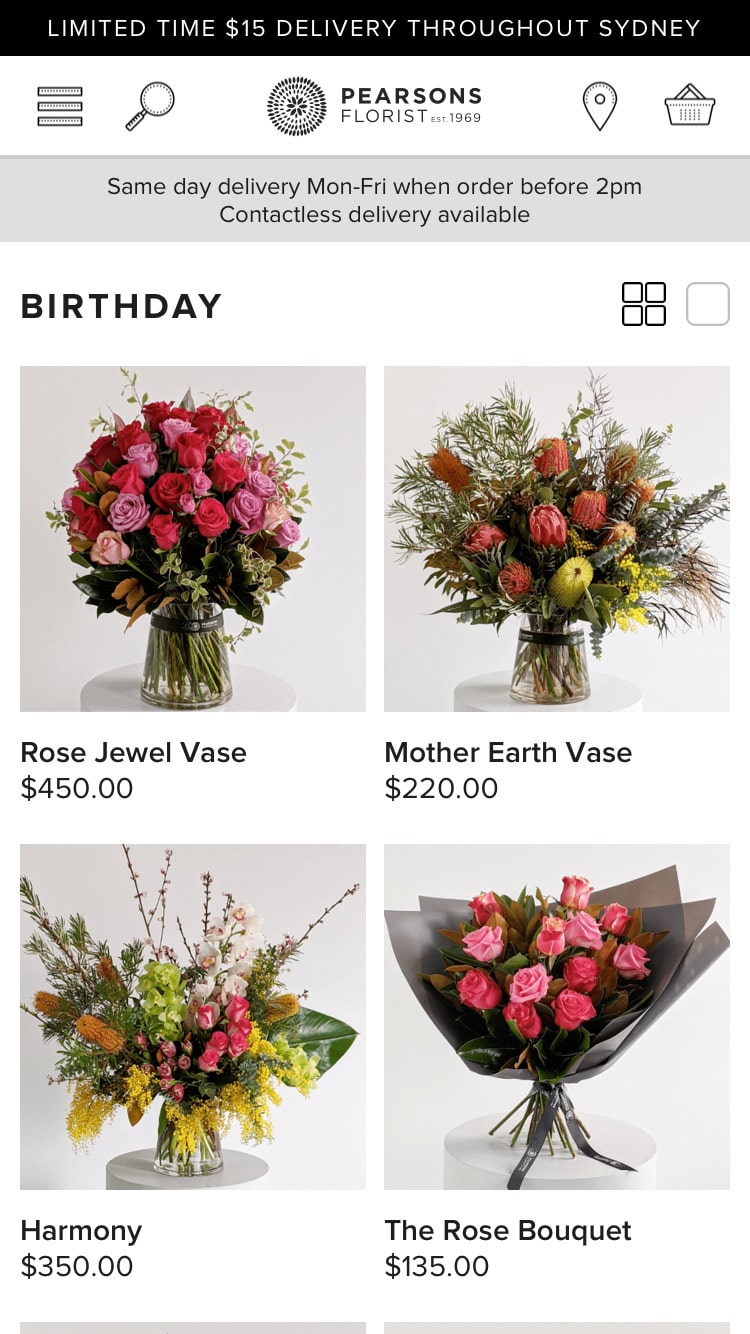 LIMITED TIME $15 DELIVERY THROUGHOUT SYDNEY
PEARSONS
FLORIST EST. 1969
Same day delivery Mon-Fri when order before 2pm
Contactless delivery available
BIRTHDAY
Rose Jewel Vase
$450.00
Mother Earth Vase
$220.00
Harmony
$350.00
The Rose Bouquet
$135.00